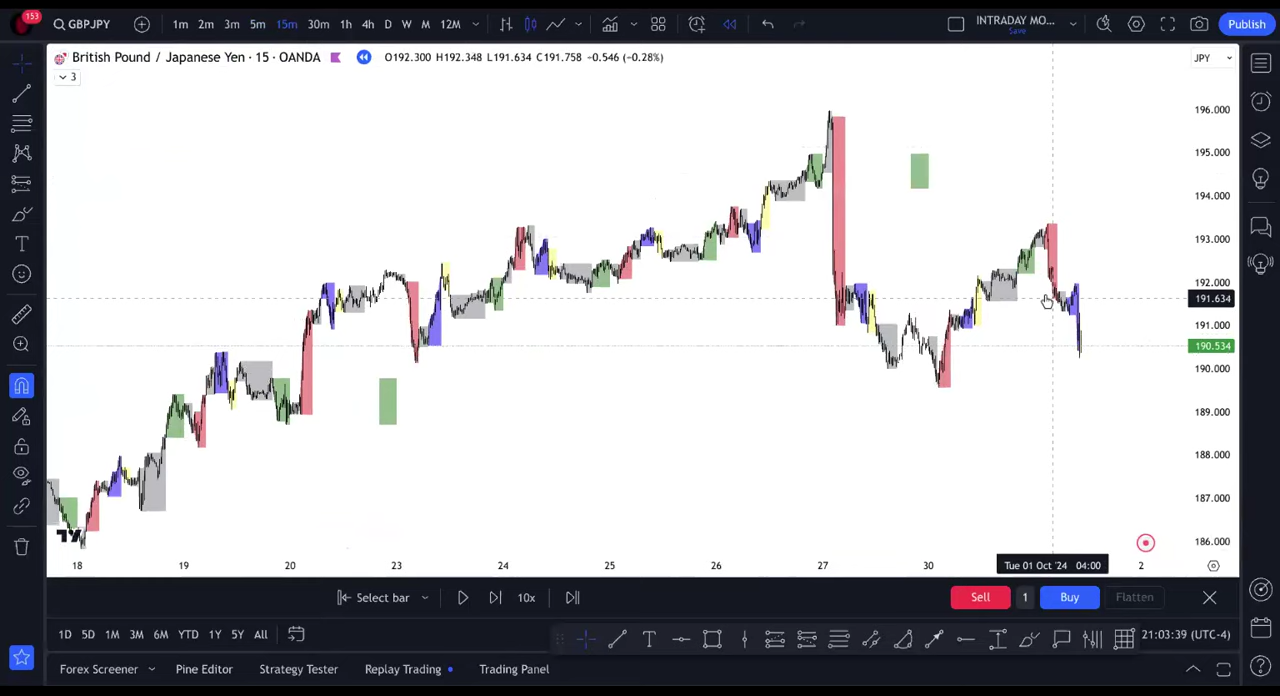 153
GBPJPY
1m 2m 3m 5m 15m 30m 1h 4h D W M 12M
INTRADAY MO...
Save
Publish
British Pound / Japanese Yen · 15 · OANDA
O192.300 H192.348 L191.634 C191.758 −0.546 (−0.28%)
JPY
3
196.000
195.000
194.000
193.000
192.000
191.634
191.000
190.534
190.000
189.000
188.000
187.000
186.000
18 19 20 23 24 25 26 27 30 Tue 01 Oct '24 04:00 2
Select bar 10x Sell 1 Buy Flatten
1D 5D 1M 3M 6M YTD 1Y 5Y All
21:03:39 (UTC-4)
Forex Screener Pine Editor Strategy Tester Replay Trading Trading Panel